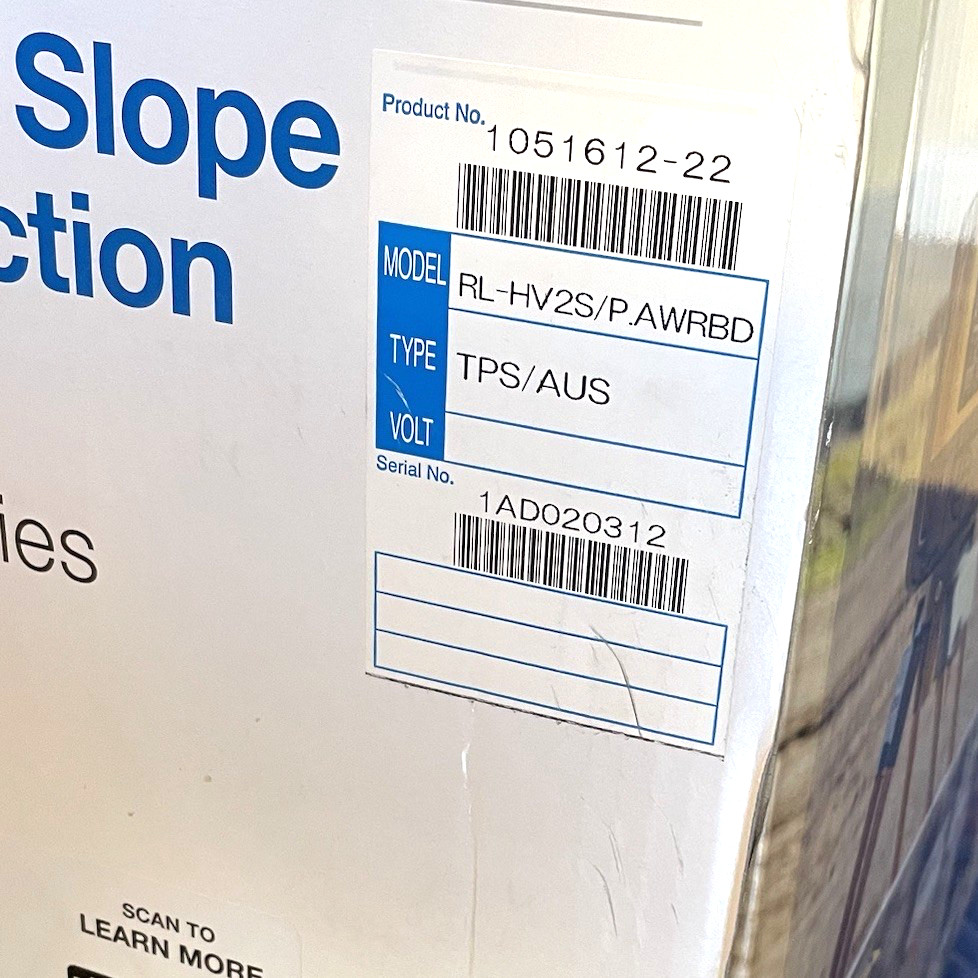 Slope
ction
ies
Product No.
1051612-22
MODEL RL-HV2S/P.AWRBD
TYPE TPS/AUS
VOLT
Serial No.
1AD020312
SCAN TO
LEARN MORE